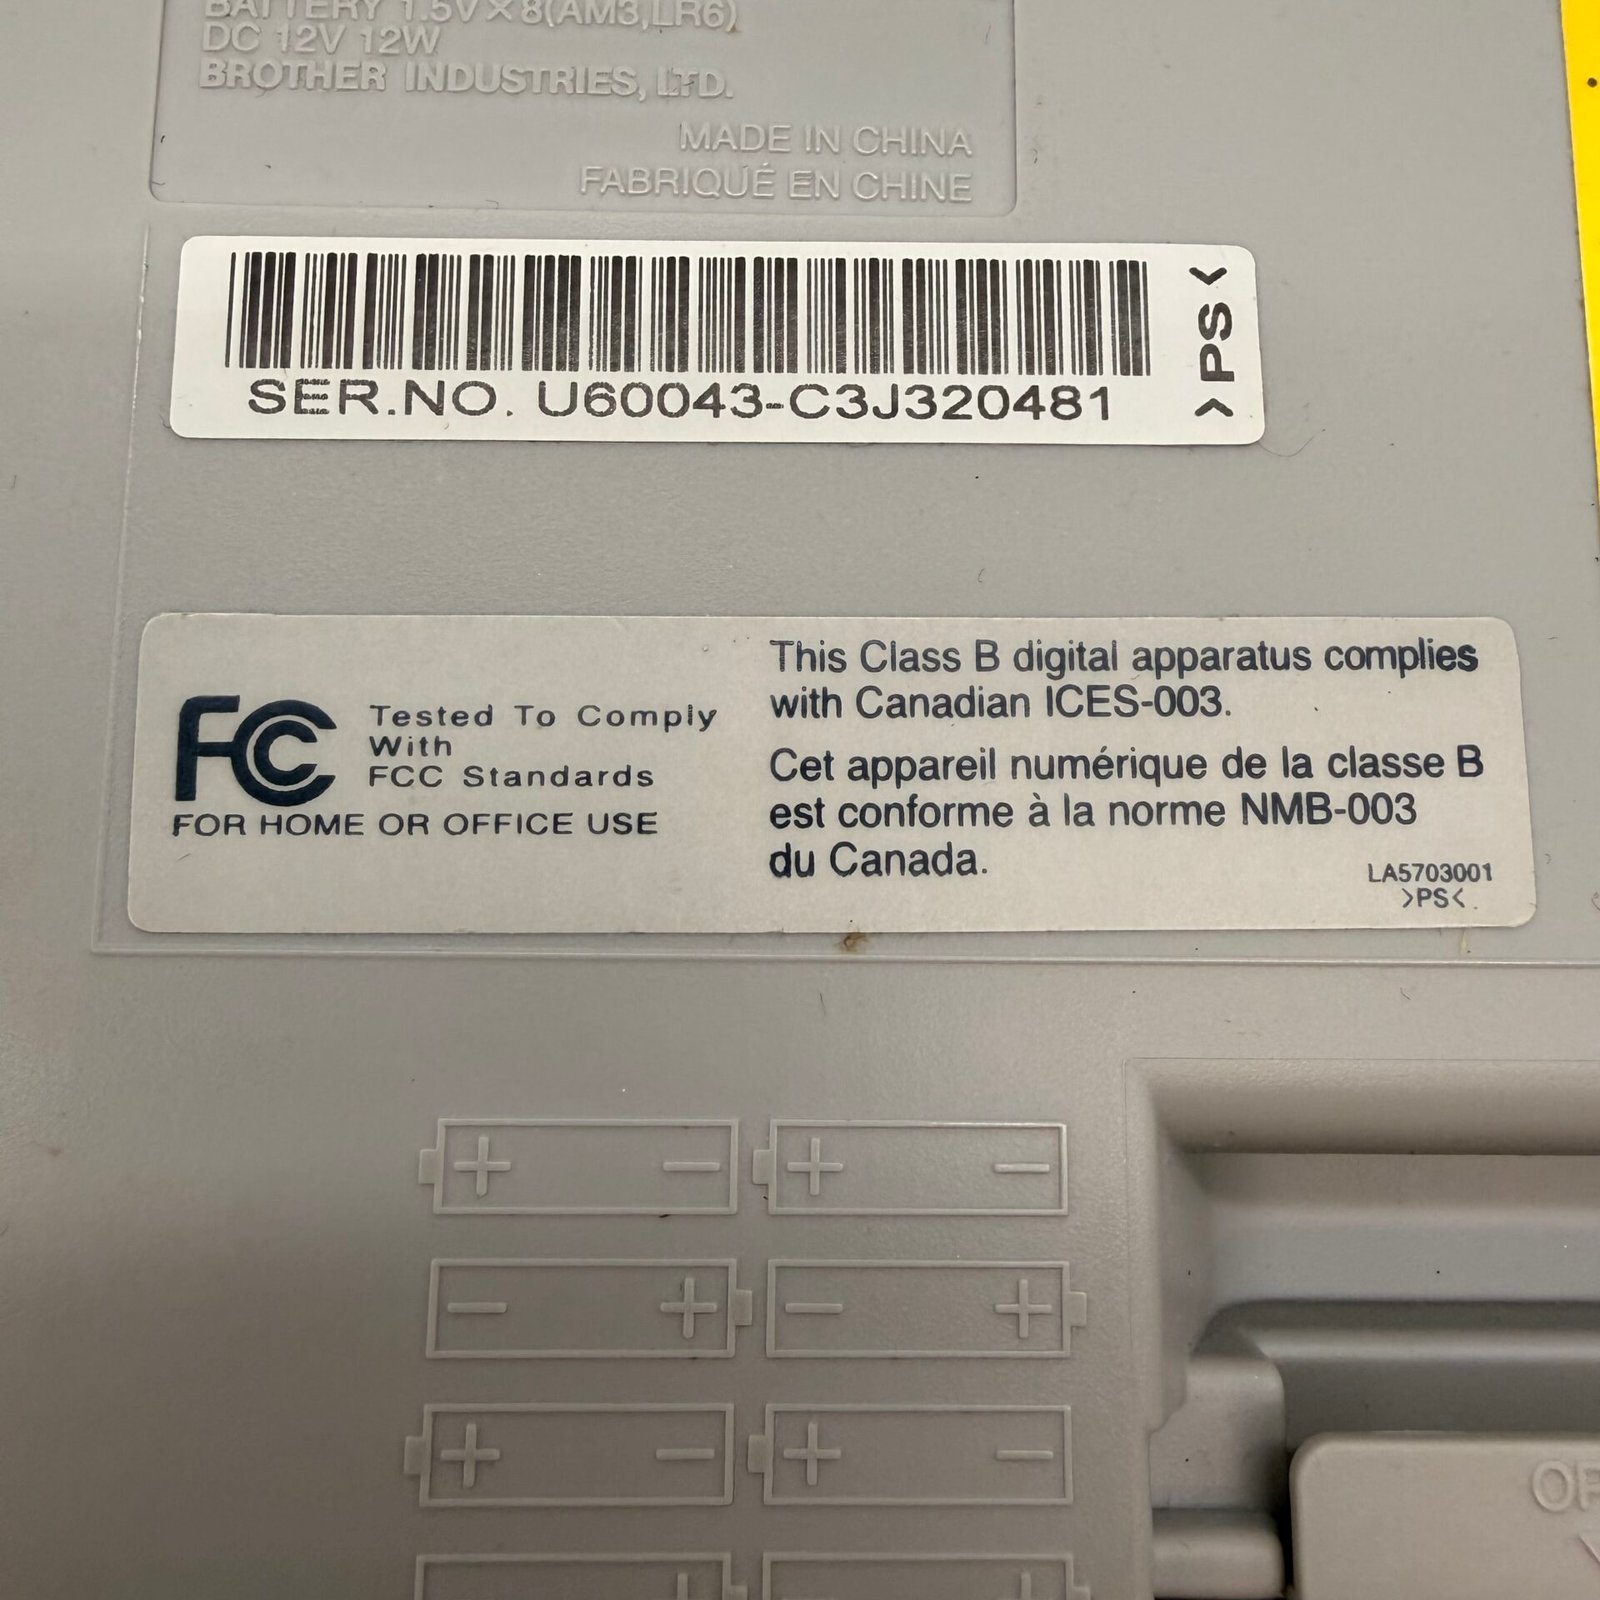 BATTERY 1.5V×8(AM3,LR6)
DC 12V 12W
BROTHER INDUSTRIES, LTD.
MADE IN CHINA
FABRIQUÉ EN CHINE
SER.NO. U60043-C3J320481
>PS<
FC Tested To Comply
With
FCC Standards
FOR HOME OR OFFICE USE
This Class B digital apparatus complies
with Canadian ICES-003.
Cet appareil numérique de la classe B
est conforme à la norme NMB-003
du Canada.
LA5703001
>PS<
+ − + −
− + − +
+ − + −